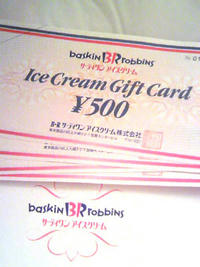 baskin BR robbins
サーティワン アイスクリーム
№ 01
Ice Cream Gift Card
¥500
B-R サーティワン アイスクリーム株式会社
baskin BR robbins
サーティワン アイスクリーム